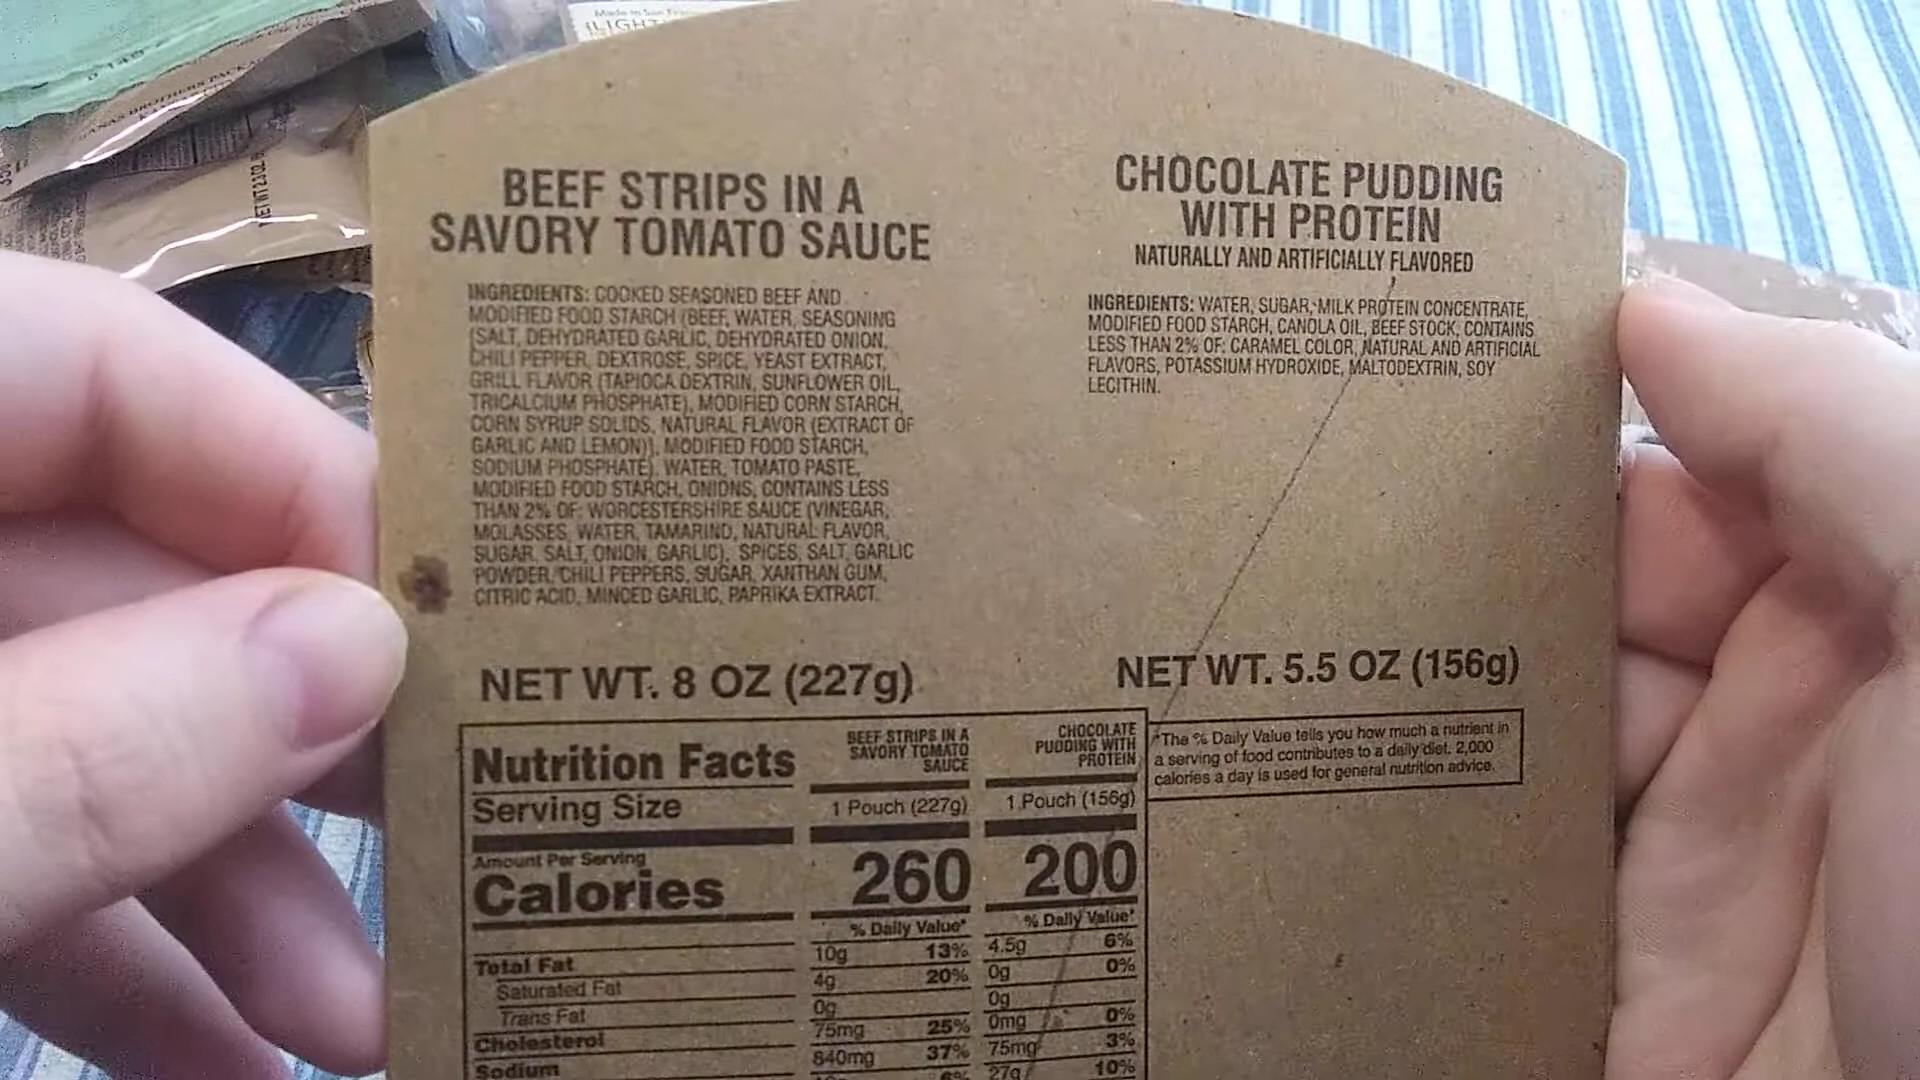 Made in San
LIGHT
BROTHERS
NET WT 2.3 OZ
BEEF STRIPS IN A
SAVORY TOMATO SAUCE
INGREDIENTS: COOKED SEASONED BEEF AND
MODIFIED FOOD STARCH (BEEF, WATER, SEASONING
[SALT, DEHYDRATED GARLIC, DEHYDRATED ONION,
CHILI PEPPER, DEXTROSE, SPICE, YEAST EXTRACT,
GRILL FLAVOR (TAPIOCA DEXTRIN, SUNFLOWER OIL,
TRICALCIUM PHOSPHATE), MODIFIED CORN STARCH,
CORN SYRUP SOLIDS, NATURAL FLAVOR (EXTRACT OF
GARLIC AND LEMON)], MODIFIED FOOD STARCH,
SODIUM PHOSPHATE), WATER, TOMATO PASTE,
MODIFIED FOOD STARCH, ONIONS, CONTAINS LESS
THAN 2% OF: WORCESTERSHIRE SAUCE (VINEGAR,
MOLASSES, WATER, TAMARIND, NATURAL FLAVOR,
SUGAR, SALT, ONION, GARLIC), SPICES, SALT, GARLIC
POWDER, CHILI PEPPERS, SUGAR, XANTHAN GUM,
CITRIC ACID, MINCED GARLIC, PAPRIKA EXTRACT.
NET WT. 8 OZ (227g)
CHOCOLATE PUDDING
WITH PROTEIN
NATURALLY AND ARTIFICIALLY FLAVORED
INGREDIENTS: WATER, SUGAR, MILK PROTEIN CONCENTRATE,
MODIFIED FOOD STARCH, CANOLA OIL, BEEF STOCK, CONTAINS
LESS THAN 2% OF: CARAMEL COLOR, NATURAL AND ARTIFICIAL
FLAVORS, POTASSIUM HYDROXIDE, MALTODEXTRIN, SOY
LECITHIN.
NET WT. 5.5 OZ (156g)
Nutrition Facts
BEEF STRIPS IN A
SAVORY TOMATO
SAUCE
CHOCOLATE
PUDDING WITH
PROTEIN
Serving Size 1 Pouch (227g) 1 Pouch (156g)
Amount Per Serving
Calories 260 200
% Daily Value* % Daily Value*
Total Fat 10g 13% 4.5g 6%
Saturated Fat 4g 20% 0g 0%
Trans Fat 0g 0g
Cholesterol 75mg 25% 0mg 0%
Sodium 840mg 37% 75mg 3%
6% 27g 10%
*The % Daily Value tells you how much a nutrient in
a serving of food contributes to a daily diet. 2,000
calories a day is used for general nutrition advice.